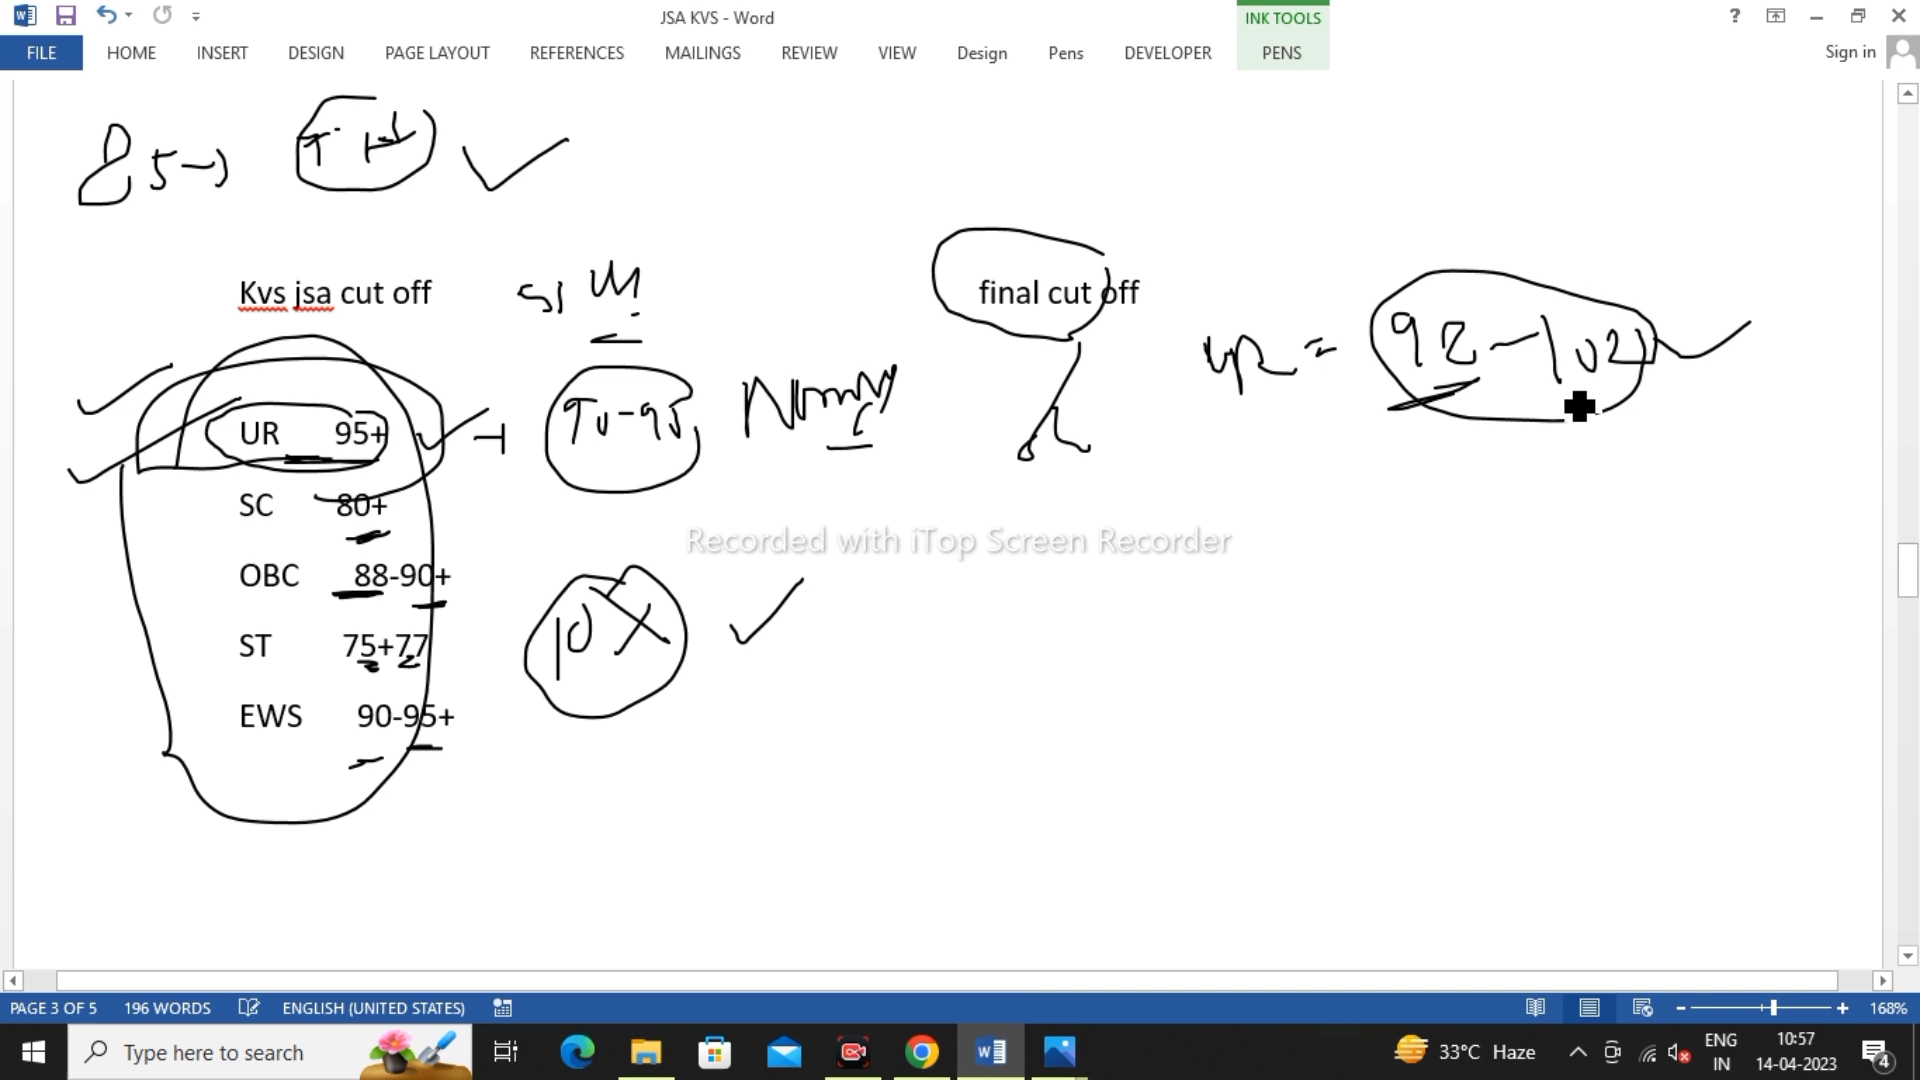 JSA KVS - Word
INK TOOLS
?
Sign in
FILE HOME INSERT DESIGN PAGE LAYOUT REFERENCES MAILINGS REVIEW VIEW Design Pens DEVELOPER PENS
85→
Kvs jsa cut off
final cut off
UR = 92-102
UR 95+
90-95
SC 80+
Recorded with iTop Screen Recorder
OBC 88-90+
10X
ST 75+77
EWS 90-95+
PAGE 3 OF 5 196 WORDS ENGLISH (UNITED STATES) 168%
Type here to search
33°C Haze
ENG
IN
10:57
14-04-2023
4